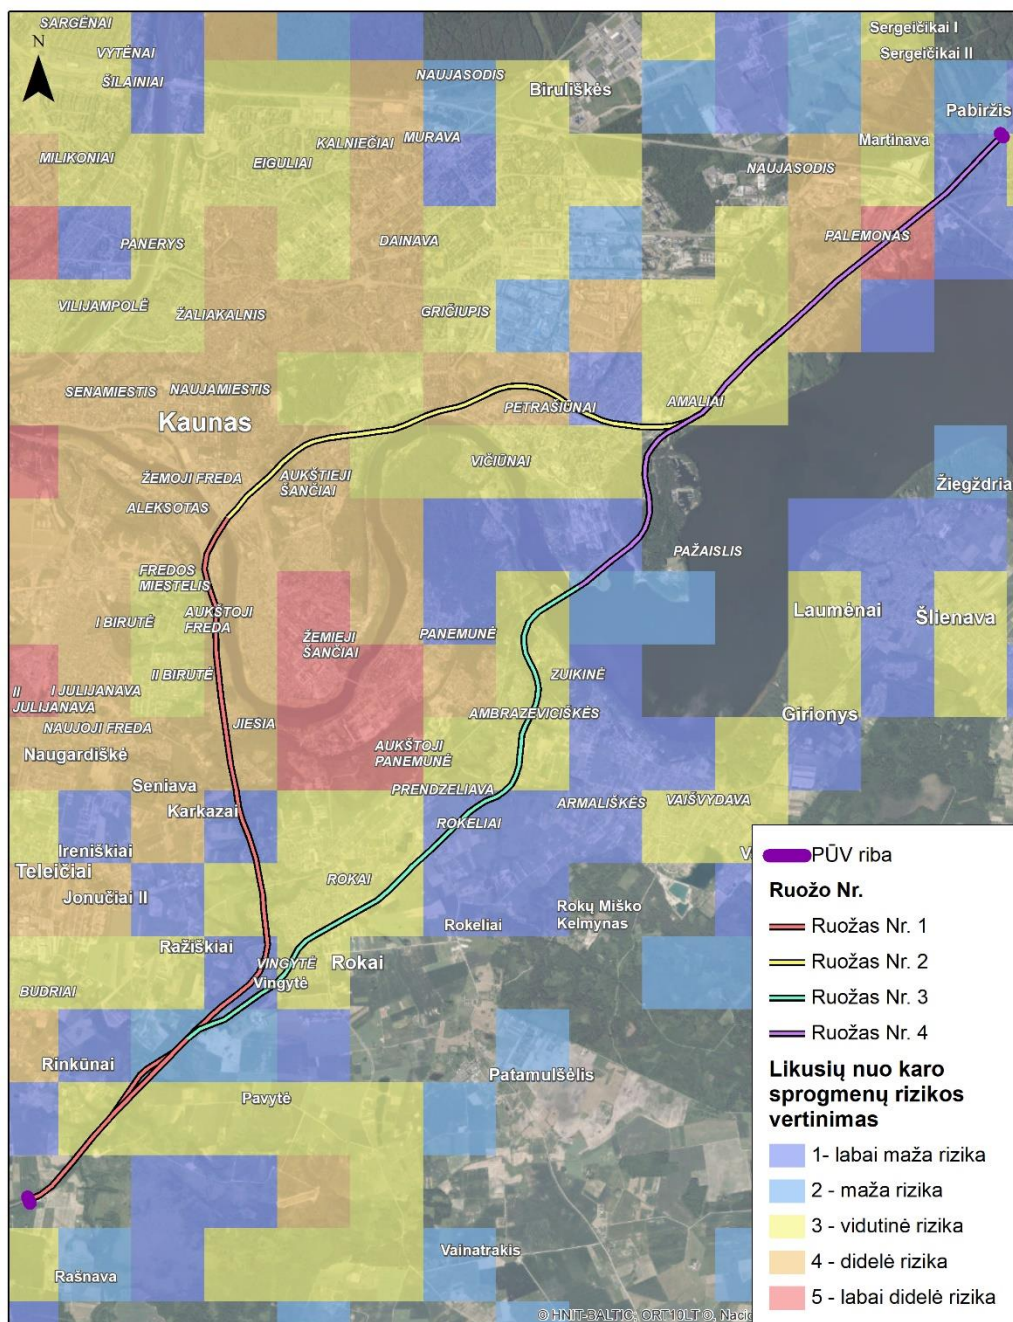 SARGĖNAI
Sergeičikai I
N
VYTĖNAI
Sergeičikai II
ŠILAINIAI
NAUJASODIS
Biruliškės
Pabiržis
KALNIEČIAI
MURAVA
Martinava
MILIKONIAI
EIGULIAI
NAUJASODIS
PANERYS
DAINAVA
PALEMONAS
VILIJAMPOLĖ
ŽALIAKALNIS
GRIČIUPIS
SENAMIESTIS
NAUJAMIESTIS
PETRAŠIŪNAI
AMALIAI
Kaunas
ŽEMOJI FREDA
AUKŠTIEJI
ŠANČIAI
VIČIŪNAI
Žiegždria
ALEKSOTAS
PAŽAISLIS
FREDOS
MIESTELIS
I BIRUTĖ
AUKŠTOJI
FREDA
ŽEMIEJI
ŠANČIAI
PANEMUNĖ
Laumėnai
Šlienava
II BIRUTĖ
ZUIKINĖ
II
JULIJANAVA
I JULIJANAVA
NAUJOJI FREDA
JIESIA
AMBRAZEVICIŠKĖS
Girionys
Naugardiškė
AUKŠTOJI
PANEMUNĖ
Seniava
PRENDZELIAVA
Karkazai
ARMALIŠKĖS
VAIŠVYDAVA
ROKELIAI
Ireniškiai
Teleičiai
ROKAI
Jonučiai II
Rokeliai
Rokų Miško
Kelmynas
Ražiškiai
VINGYTĖ
Rokai
Vingytė
BUDRIAI
Rinkūnai
Patamulšėlis
Pavytė
Vainatrakis
Rašnava
PŪV riba
Ruožo Nr.
Ruožas Nr. 1
Ruožas Nr. 2
Ruožas Nr. 3
Ruožas Nr. 4
Likusių nuo karo
sprogmenų rizikos
vertinimas
1- labai maža rizika
2 - maža rizika
3 - vidutinė rizika
4 - didelė rizika
5 - labai didelė rizika
© HNIT-BALTIC, ORT10LT ©, Nacio